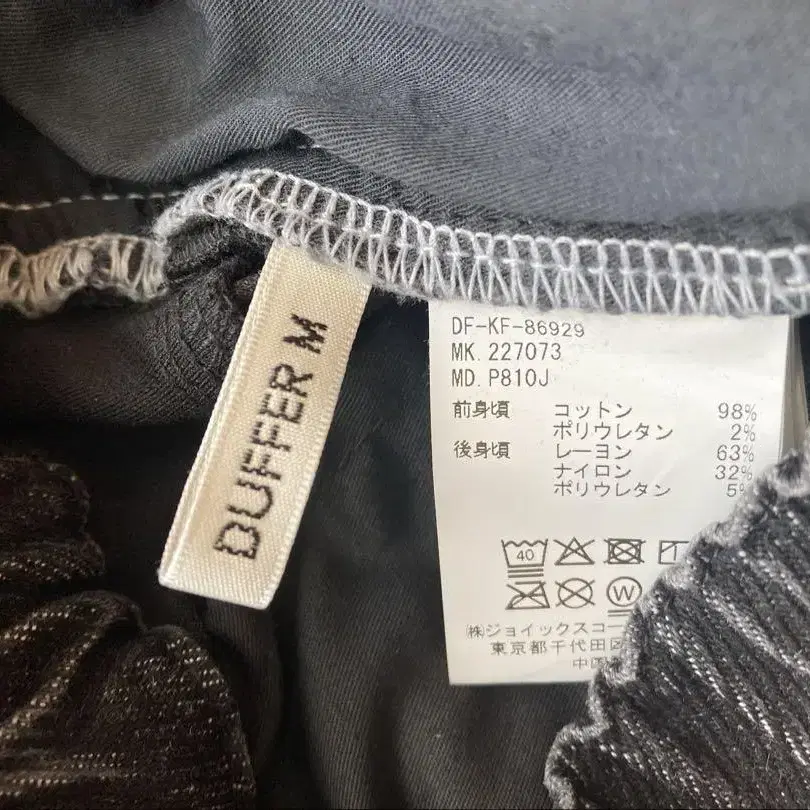 DUFFER M
DF-KF-86929
MK. 227073
MD. P810J
前身頃 コットン 98%
ポリウレタン 2%
後身頃 レーヨン 63%
ナイロン 32%
ポリウレタン 5%
40
W
㈱ジョイックスコー
東京都千代田区
中国